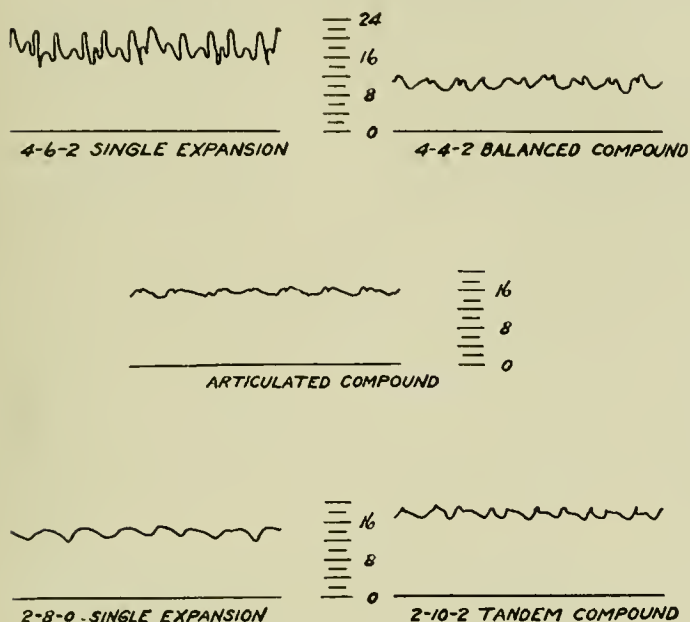 24
16
8
0
4-6-2 SINGLE EXPANSION
4-4-2 BALANCED COMPOUND
16
8
0
ARTICULATED COMPOUND
16
8
0
2-8-0 SINGLE EXPANSION
2-10-2 TANDEM COMPOUND